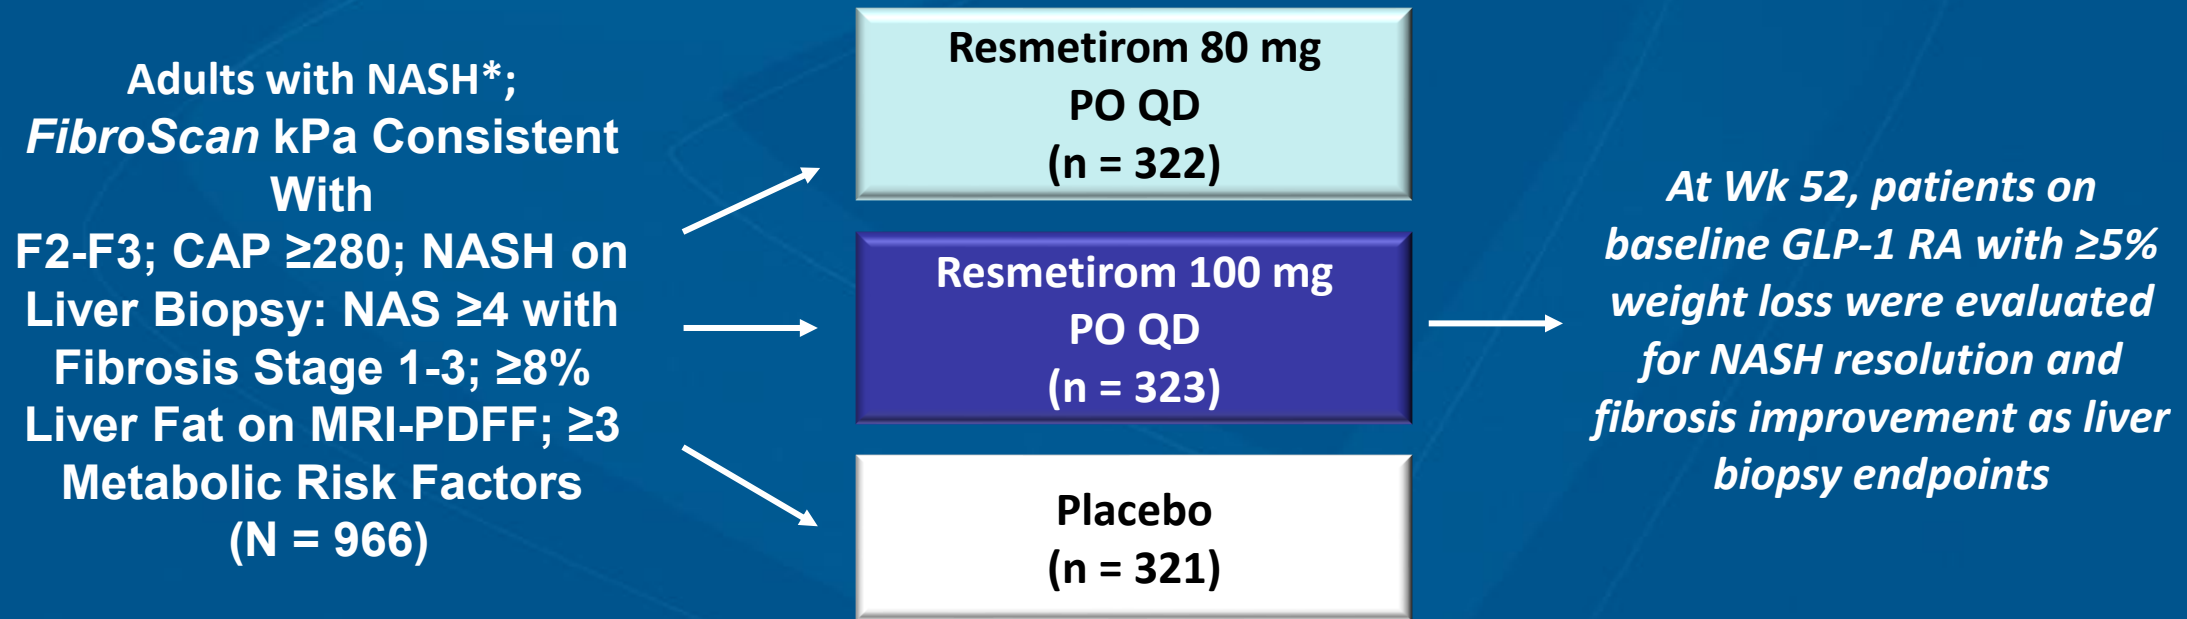 Adults with NASH*;
FibroScan kPa Consistent
With
F2-F3; CAP ≥280; NASH on
Liver Biopsy: NAS ≥4 with
Fibrosis Stage 1-3; ≥8%
Liver Fat on MRI-PDFF; ≥3
Metabolic Risk Factors
(N = 966)
Resmetirom 80 mg
PO QD
(n = 322)
Resmetirom 100 mg
PO QD
(n = 323)
Placebo
(n = 321)
At Wk 52, patients on
baseline GLP-1 RA with ≥5%
weight loss were evaluated
for NASH resolution and
fibrosis improvement as liver
biopsy endpoints